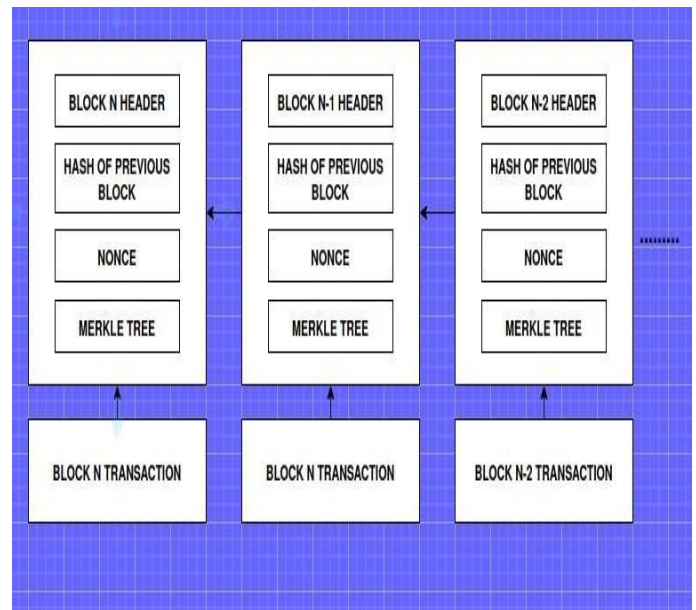 BLOCK N HEADER
HASH OF PREVIOUS
BLOCK
NONCE
MERKLE TREE
BLOCK N TRANSACTION
BLOCK N-1 HEADER
HASH OF PREVIOUS
BLOCK
NONCE
MERKLE TREE
BLOCK N TRANSACTION
BLOCK N-2 HEADER
HASH OF PREVIOUS
BLOCK
NONCE
MERKLE TREE
BLOCK N-2 TRANSACTION
.........